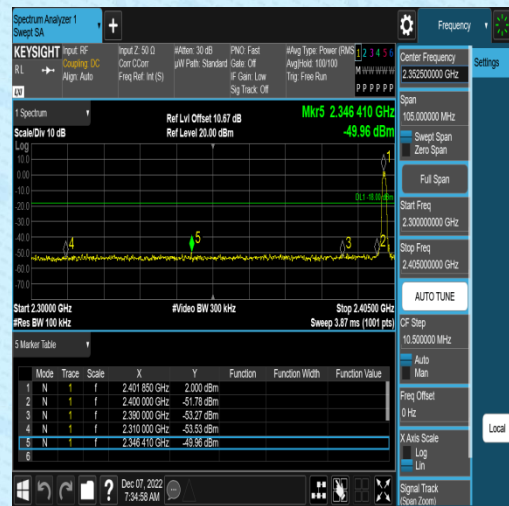 Spectrum Analyzer 1
Swept SA
+
Frequency
KEYSIGHT
RL
LXI
Input: RF
Coupling: DC
Align: Auto
Input Z: 50 Ω
Corr CCorr
Freq Ref: Int (S)
#Atten: 30 dB
µW Path: Standard
PNO: Fast
Gate: Off
IF Gain: Low
Sig Track: Off
#Avg Type: Power (RMS
Avg|Hold: 100/100
Trig: Free Run
1 2 3 4 5 6
M W W W W W
P P P P P P
1 Spectrum
Scale/Div 10 dB
Ref Lvl Offset 10.67 dB
Ref Level 20.00 dBm
Mkr5 2.346 410 GHz
-49.96 dBm
Log
10.0
0.00
-10.0
-20.0
-30.0
-40.0
-50.0
-60.0
-70.0
DL1 -18.00 dBm
1
2
3
4
5
Start 2.30000 GHz
#Res BW 100 kHz
#Video BW 300 kHz
Stop 2.40500 GHz
Sweep 3.87 ms (1001 pts)
5 Marker Table
Mode Trace Scale X Y Function Function Width Function Value
1 N 1 f 2.401 850 GHz 2.000 dBm
2 N 1 f 2.400 000 GHz -51.78 dBm
3 N 1 f 2.390 000 GHz -53.27 dBm
4 N 1 f 2.310 000 GHz -53.53 dBm
5 N 1 f 2.346 410 GHz -49.96 dBm
6
?
Dec 07, 2022
7:34:58 AM
Center Frequency
2.352500000 GHz
Settings
Span
105.000000 MHz
Swept Span
Zero Span
Full Span
Start Freq
2.300000000 GHz
Stop Freq
2.405000000 GHz
AUTO TUNE
CF Step
10.500000 MHz
Auto
Man
Freq Offset
0 Hz
Local
X Axis Scale
Log
Lin
Signal Track
(Span Zoom)